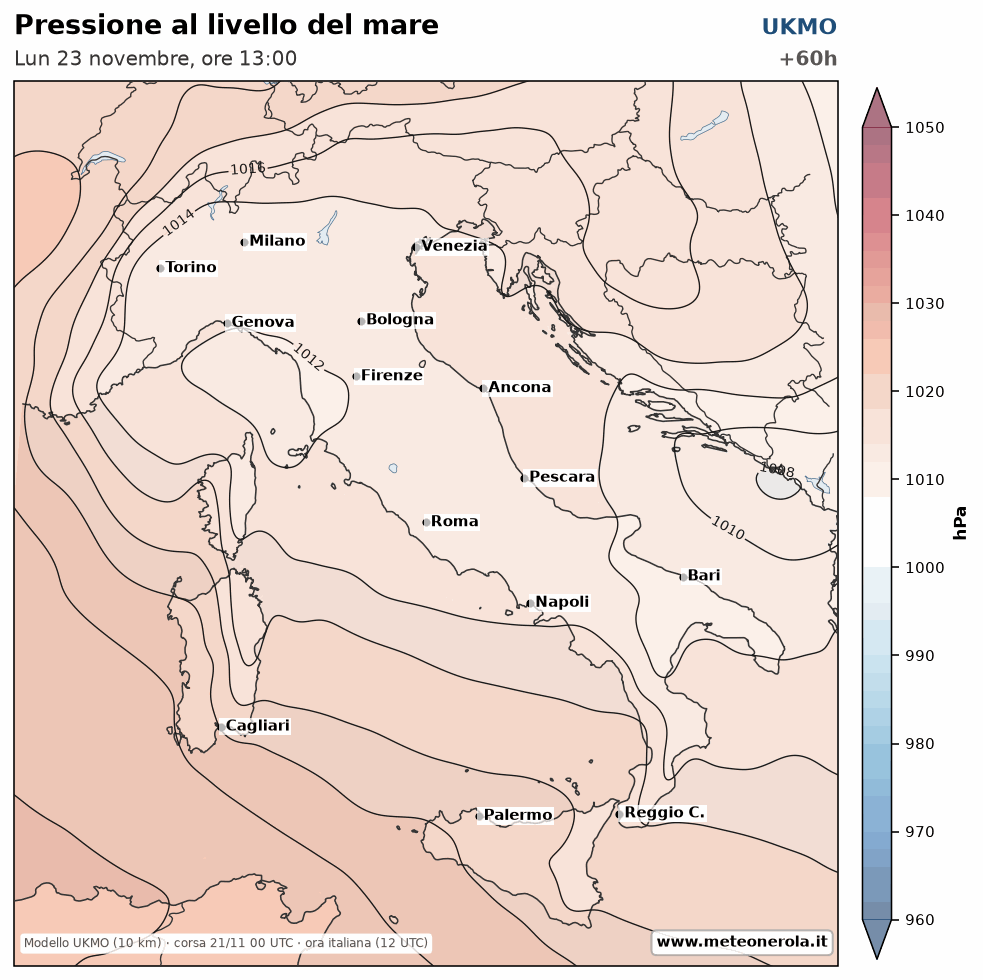 Pressione al livello del mare
UKMO
Lun 23 novembre, ore 13:00
+60h
1016
1014
Milano
Venezia
Torino
Genova
Bologna
1012
Firenze
Ancona
Pescara
1008
1010
Roma
Bari
Napoli
Cagliari
Palermo
Reggio C.
Modello UKMO (10 km) · corsa 21/11 00 UTC · ora italiana (12 UTC)
www.meteonerola.it
1050
1040
1030
1020
1010
1000
990
980
970
960
hPa